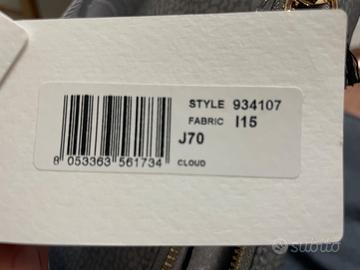 STYLE 934107
FABRIC I15
J70
8 053363 561734
CLOUD
subito